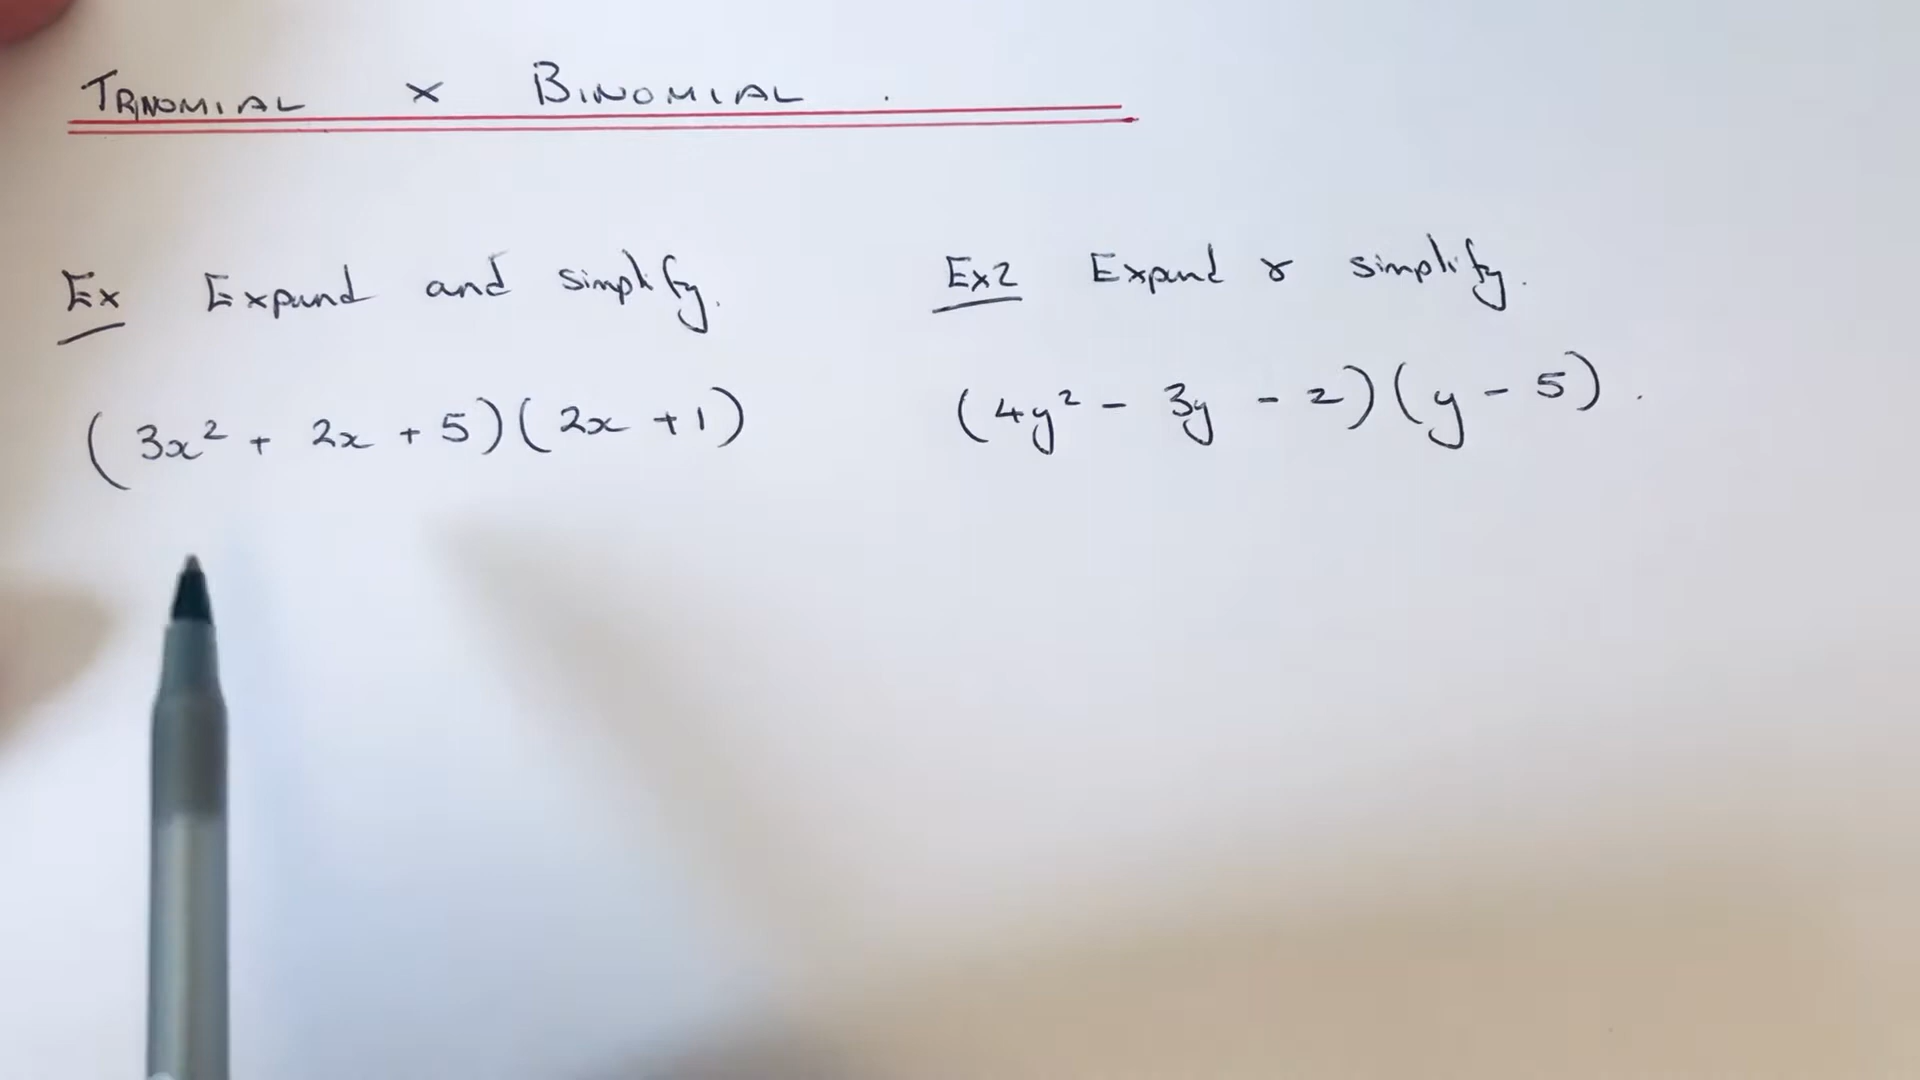 TRINOMIAL × BINOMIAL.
Ex Expand and simplify.
(3x² + 2x + 5)(2x + 1)
Ex2 Expand & simplify.
(4y² - 3y - 2)(y - 5).